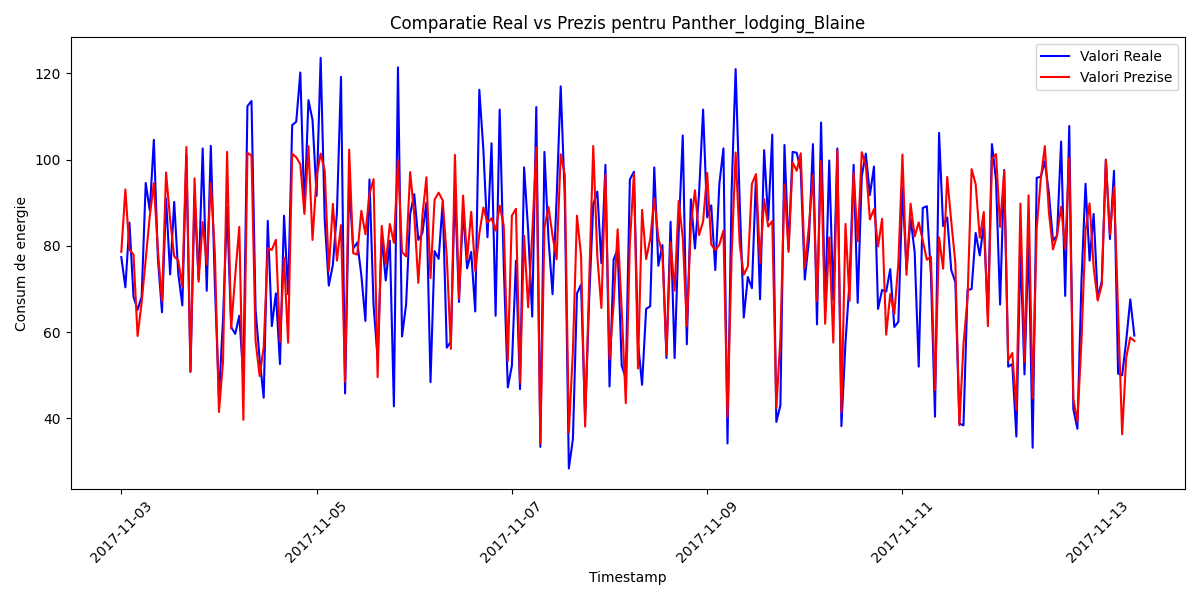 Comparatie Real vs Prezis pentru Panther_lodging_Blaine
Valori Reale
Valori Prezise
Consum de energie
120
100
80
60
40
2017-11-03
2017-11-05
2017-11-07
2017-11-09
2017-11-11
2017-11-13
Timestamp